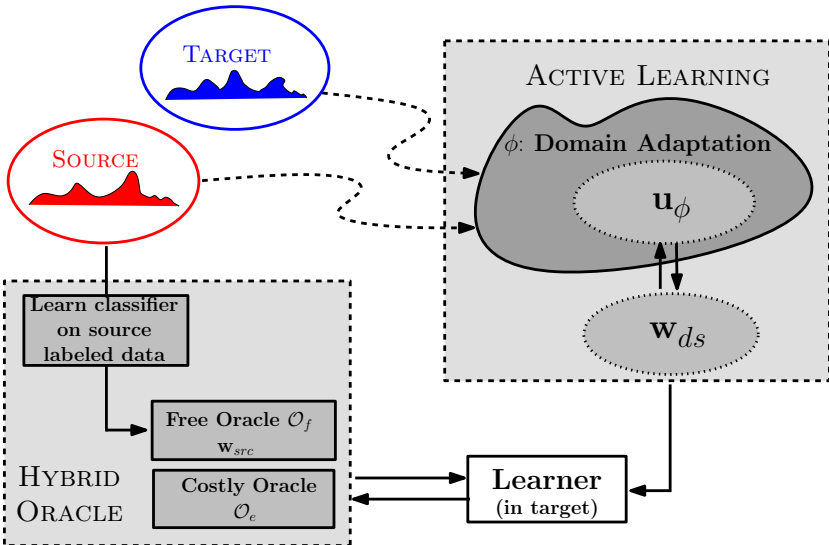 TARGET
SOURCE
ACTIVE LEARNING
ϕ: Domain Adaptation
u_ϕ
w_ds
Learn classifier
on source
labeled data
Free Oracle 𝒪_f
w_src
Costly Oracle
𝒪_e
HYBRID
ORACLE
Learner
(in target)